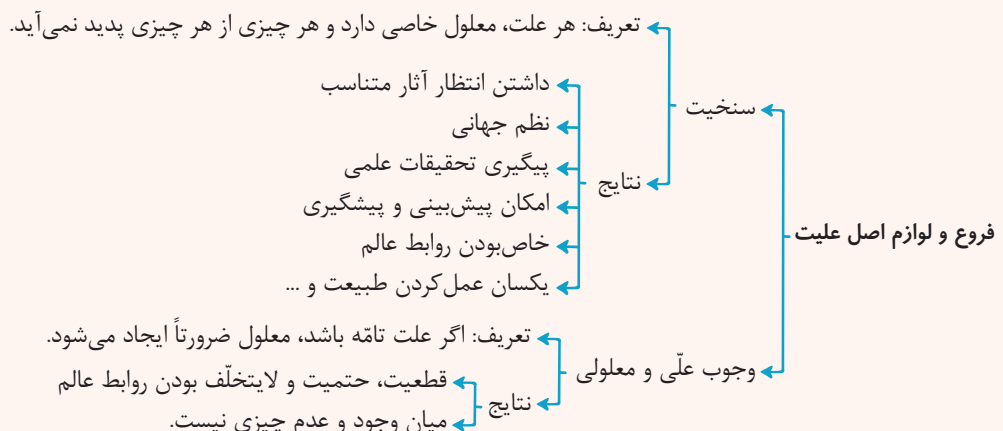 تعریف: هر علت، معلول خاصی دارد و هر چیزی از هر چیزی پدید نمی‌آید.
داشتن انتظار آثار متناسب
سنخیت
نظم جهانی
پیگیری تحقیقات علمی
نتایج
امکان پیش‌بینی و پیشگیری
فروع و لوازم اصل علیت
خاص‌بودن روابط عالم
یکسان عمل‌کردن طبیعت و ...
تعریف: اگر علت تامّه باشد، معلول ضرورتاً ایجاد می‌شود.
وجوب علّی و معلولی
قطعیت، حتمیت و لایتخلّف بودن روابط عالم
نتایج
میان وجود و عدم چیزی نیست.